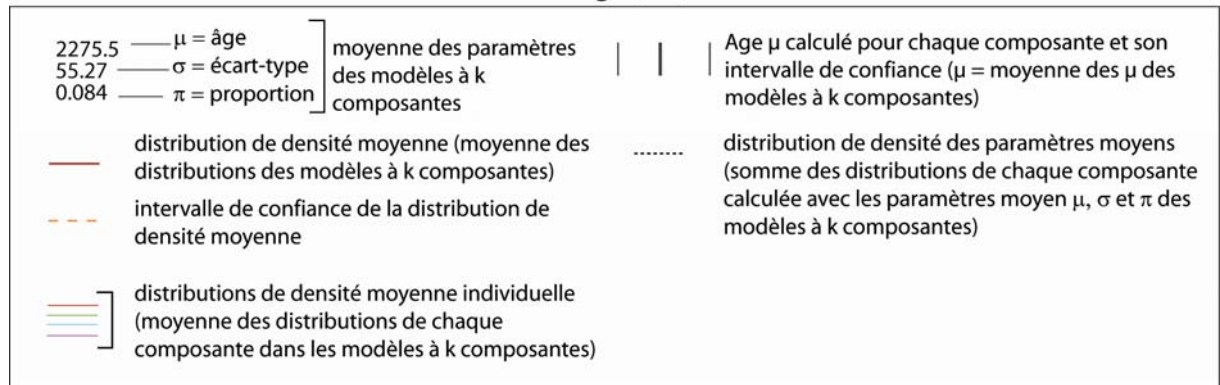 2275.5 μ = âge
55.27 σ = écart-type
0.084 π = proportion
moyenne des paramètres
des modèles à k
composantes
Age μ calculé pour chaque composante et son
intervalle de confiance (μ = moyenne des μ des
modèles à k composantes)
distribution de densité moyenne (moyenne des
distributions des modèles à k composantes)
intervalle de confiance de la distribution de
densité moyenne
distribution de densité des paramètres moyens
(somme des distributions de chaque composante
calculée avec les paramètres moyen μ, σ et π des
modèles à k composantes)
distributions de densité moyenne individuelle
(moyenne des distributions de chaque
composante dans les modèles à k composantes)